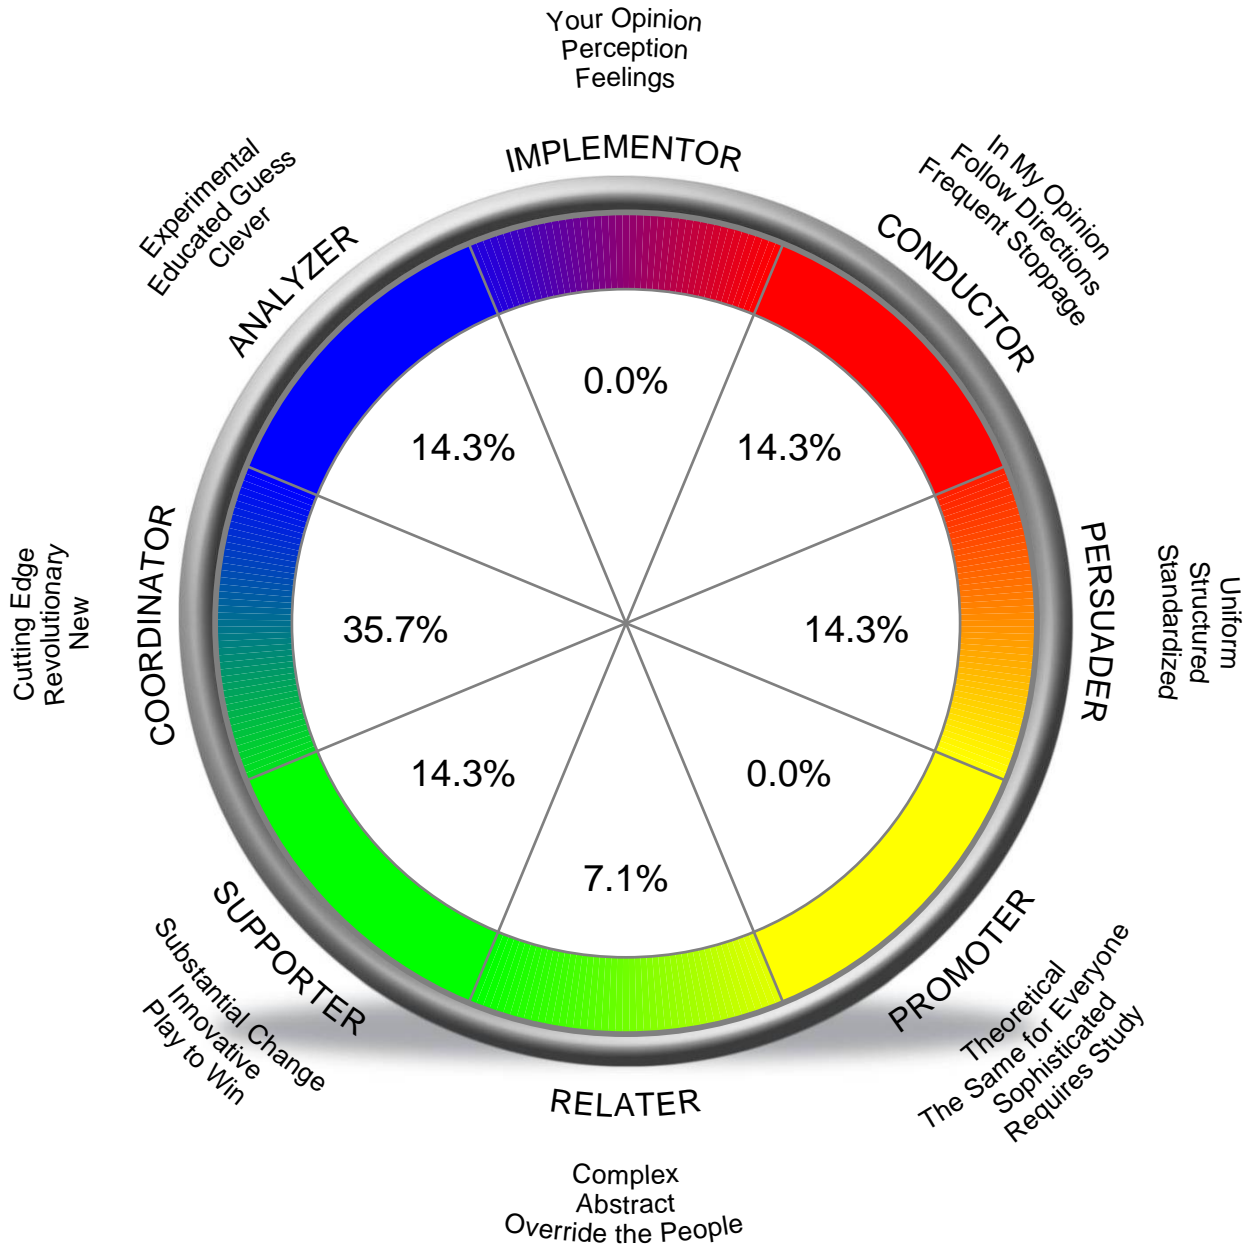 Your Opinion
Perception
Feelings
IMPLEMENTOR
In My Opinion
Follow Directions
Frequent Stoppage
CONDUCTOR
Experimental
Educated Guess
Clever
ANALYZER
0.0%
14.3%
14.3%
Cutting Edge
Revolutionary
New
COORDINATOR
35.7%
14.3%
PERSUADER
Uniform
Structured
Standardized
14.3%
0.0%
7.1%
SUPPORTER
Substantial Change
Innovative
Play to Win
PROMOTER
Theoretical
The Same for Everyone
Sophisticated
Requires Study
RELATER
Complex
Abstract
Override the People